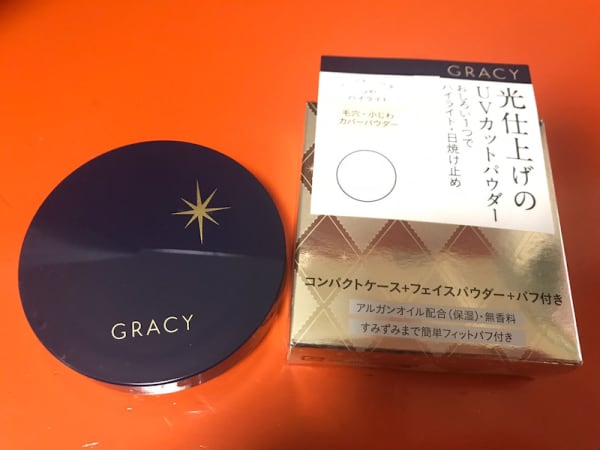 GRACY
GRACY
光仕上げの
UVカットパウダー
おしろい1つで
ハイライト・日焼け止め
ハイライト
毛穴・小じわ
カバーパウダー
コンパクトケース+フェイスパウダー+パフ付き
アルガンオイル配合(保湿)・無香料
すみずみまで簡単フィットパフ付き